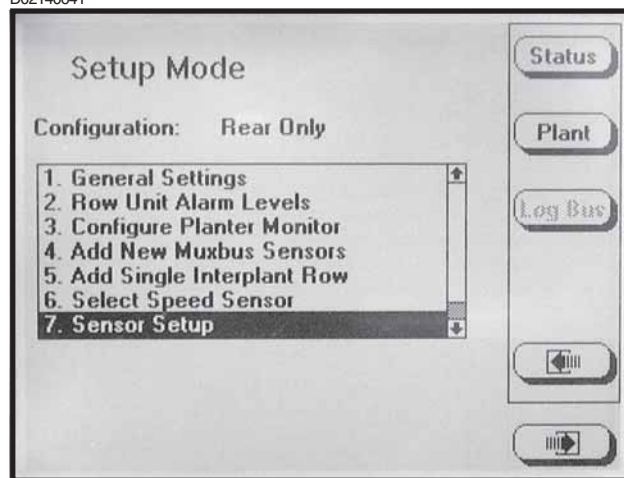 Setup Mode
Status
Configuration: Rear Only
Plant
1. General Settings
2. Row Unit Alarm Levels
3. Configure Planter Monitor
4. Add New Muxbus Sensors
5. Add Single Interplant Row
6. Select Speed Sensor
7. Sensor Setup
Log Bus